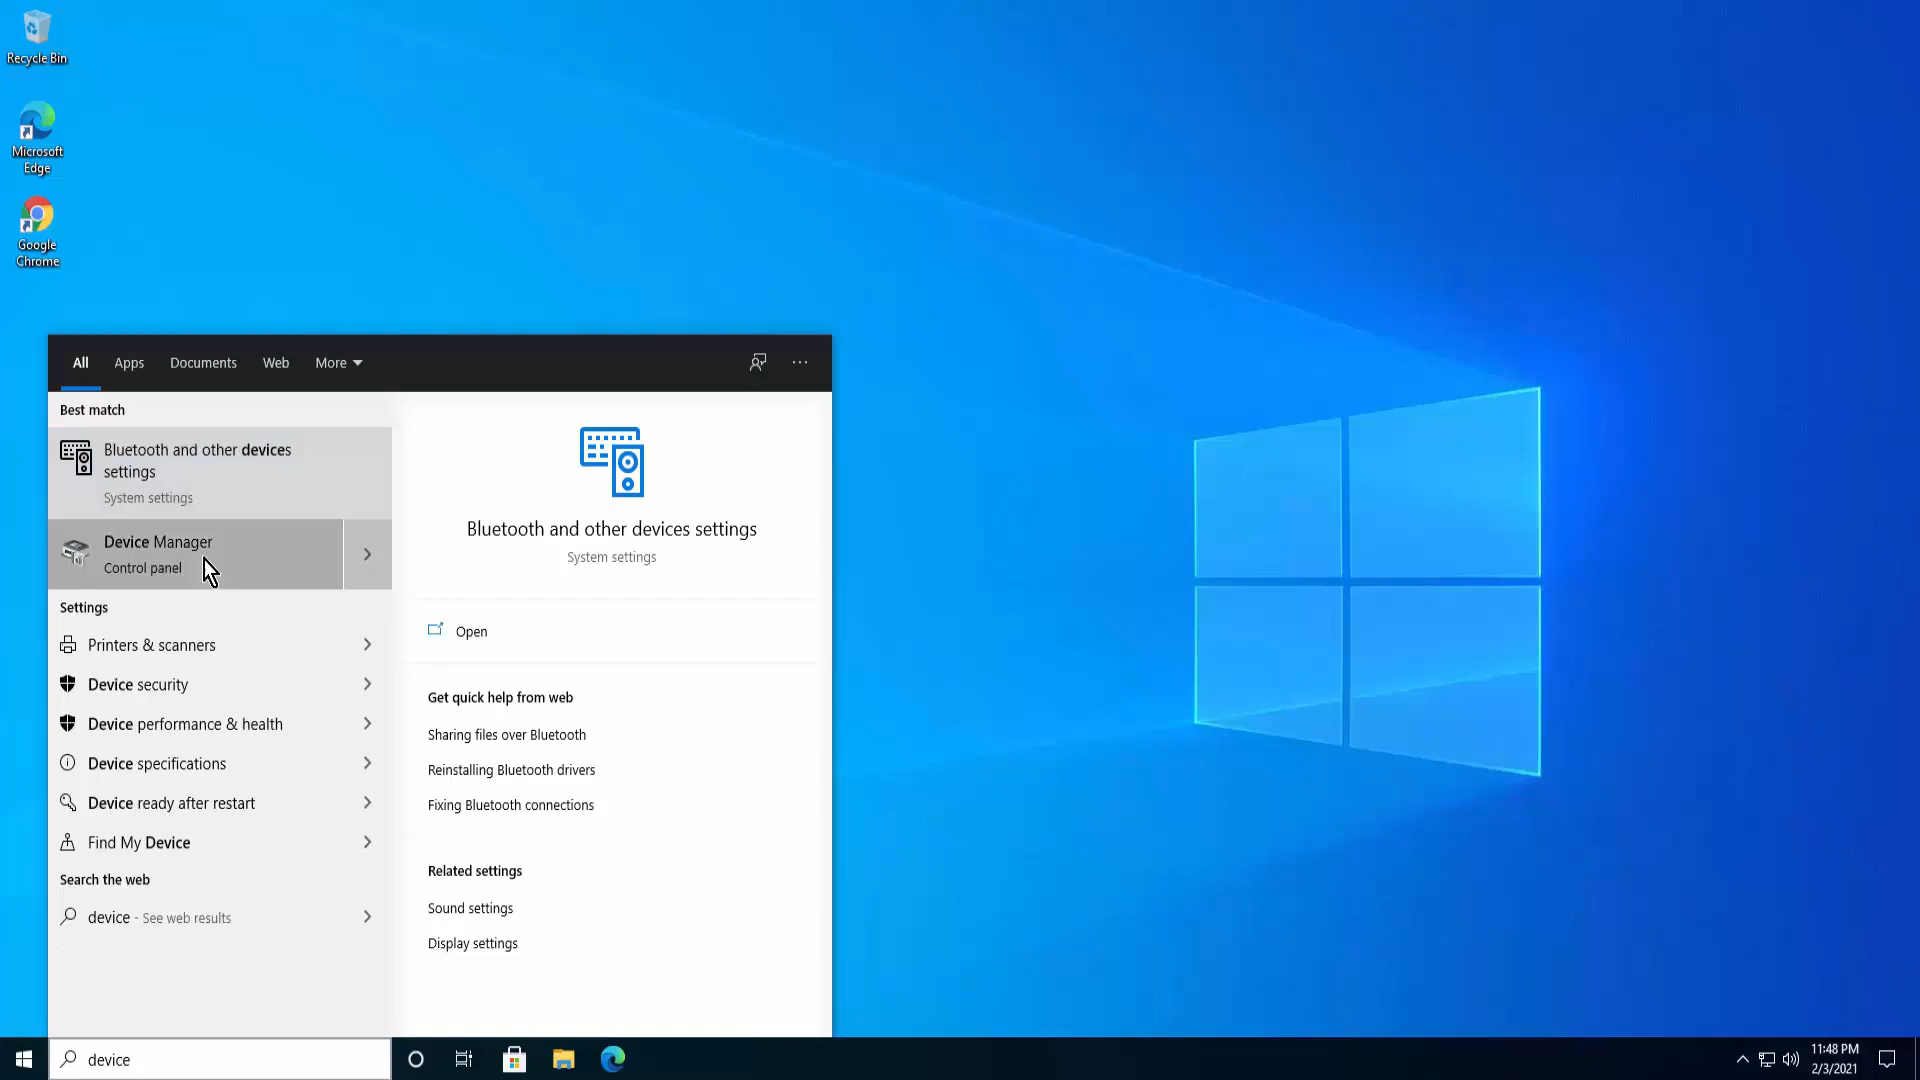 Recycle Bin
Microsoft
Edge
Google
Chrome
All Apps Documents Web More
Best match
Bluetooth and other devices
settings
System settings
Device Manager
Control panel
Settings
Printers & scanners
Device security
Device performance & health
Device specifications
Device ready after restart
Find My Device
Search the web
device - See web results
Bluetooth and other devices settings
System settings
Open
Get quick help from web
Sharing files over Bluetooth
Reinstalling Bluetooth drivers
Fixing Bluetooth connections
Related settings
Sound settings
Display settings
device
11:48 PM
2/3/2021